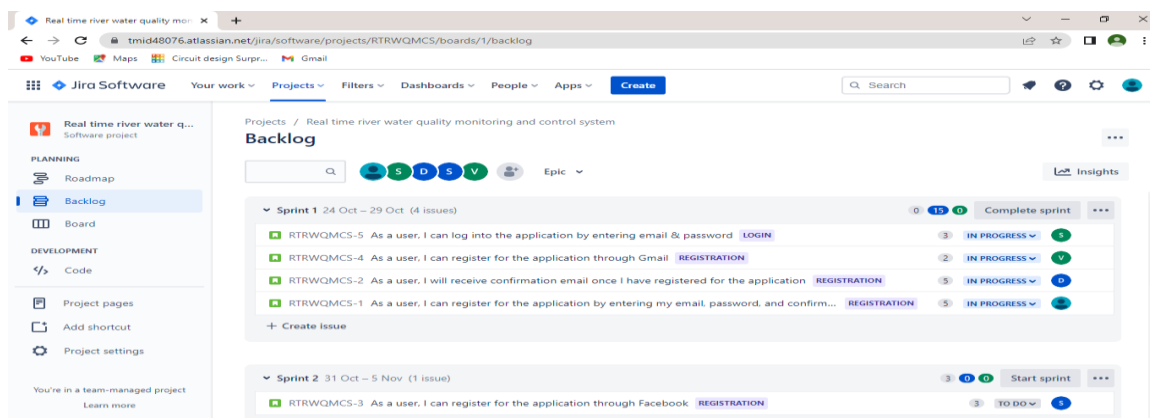 Real time river water quality mon
tmid48076.atlassian.net/jira/software/projects/RTRWQMCS/boards/1/backlog
YouTube Maps Circuit design Surpr... Gmail
Jira Software Your work Projects Filters Dashboards People Apps Create Search
Real time river water q...
Software project
PLANNING
Roadmap
Backlog
Board
DEVELOPMENT
Code
Project pages
Add shortcut
Project settings
You're in a team-managed project
Learn more
Projects / Real time river water quality monitoring and control system
Backlog
S D S V Epic Insights
Sprint 1 24 Oct – 29 Oct (4 issues) 0 15 0 Complete sprint
RTRWQMCS-5 As a user, I can log into the application by entering email & password LOGIN 3 IN PROGRESS S
RTRWQMCS-4 As a user, I can register for the application through Gmail REGISTRATION 2 IN PROGRESS V
RTRWQMCS-2 As a user, I will receive confirmation email once I have registered for the application REGISTRATION 5 IN PROGRESS D
RTRWQMCS-1 As a user, I can register for the application by entering my email, password, and confirm... REGISTRATION 5 IN PROGRESS
+ Create issue
Sprint 2 31 Oct – 5 Nov (1 issue) 3 0 0 Start sprint
RTRWQMCS-3 As a user, I can register for the application through Facebook REGISTRATION 3 TO DO S